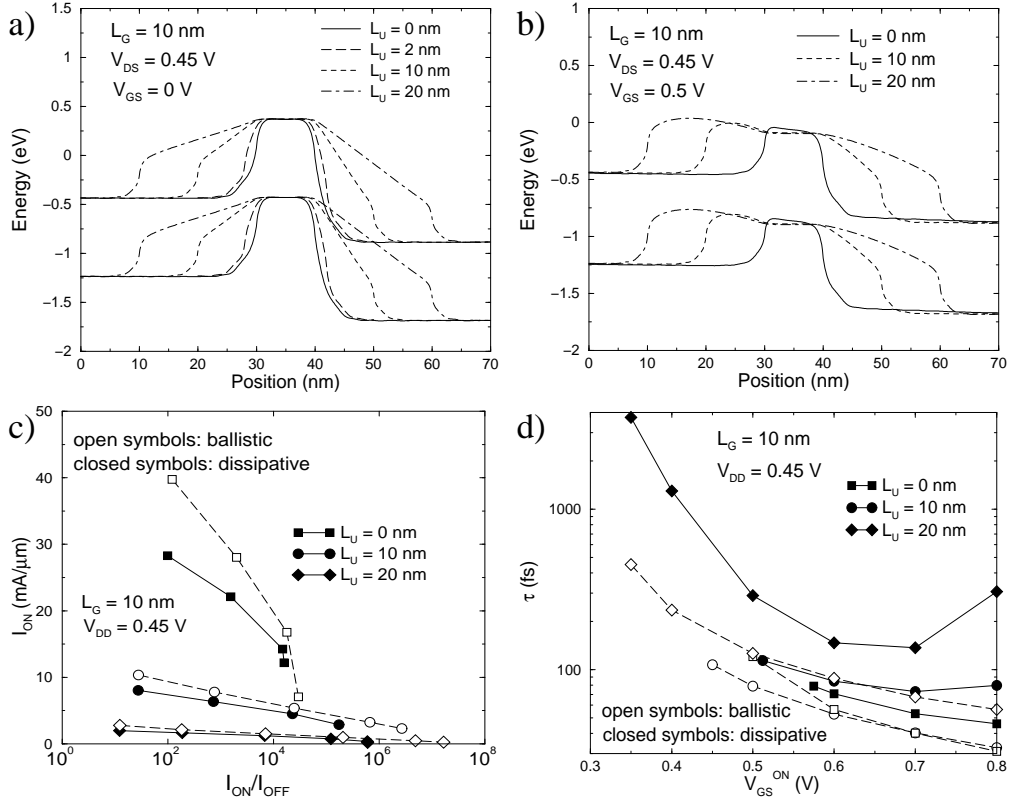 a)
L_G = 10 nm
V_DS = 0.45 V
V_GS = 0 V
L_U = 0 nm
L_U = 2 nm
L_U = 10 nm
L_U = 20 nm
Energy (eV)
1
0.5
0
−0.5
−1
−1.5
−2
0 10 20 30 40 50 60 70
Position (nm)
b)
L_G = 10 nm
V_DS = 0.45 V
V_GS = 0.5 V
L_U = 0 nm
L_U = 10 nm
L_U = 20 nm
Energy (eV)
1
0.5
0
−0.5
−1
−1.5
−2
0 10 20 30 40 50 60 70
Position (nm)
c)
open symbols: ballistic
closed symbols: dissipative
L_U = 0 nm
L_U = 10 nm
L_U = 20 nm
L_G = 10 nm
V_DD = 0.45 V
I_ON (mA/μm)
50
40
30
20
10
0
10^0 10^2 10^4 10^6 10^8
I_ON/I_OFF
d)
L_G = 10 nm
V_DD = 0.45 V
L_U = 0 nm
L_U = 10 nm
L_U = 20 nm
τ (fs)
1000
100
open symbols: ballistic
closed symbols: dissipative
0.3 0.4 0.5 0.6 0.7 0.8
V_GS^ON (V)